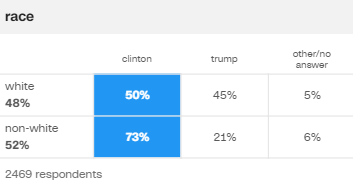 race
clinton trump other/no answer
white
48% 50% 45% 5%
non-white
52% 73% 21% 6%
2469 respondents